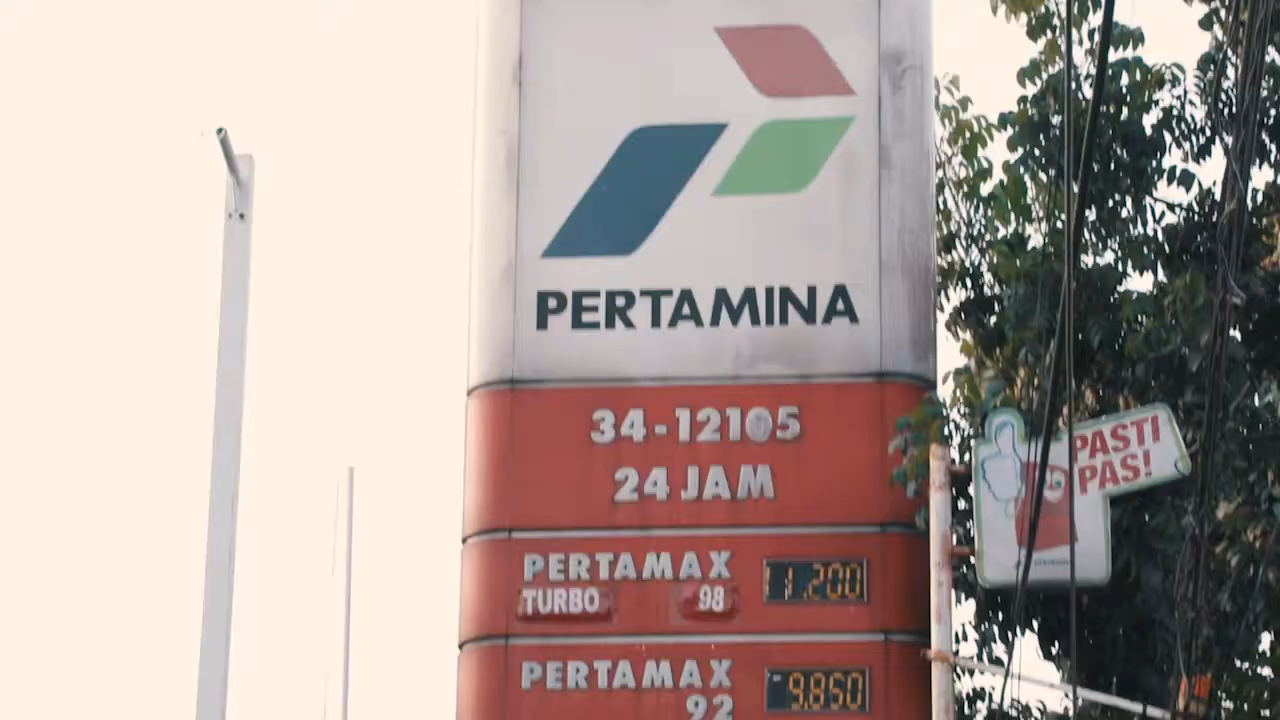 PERTAMINA
34-12105
24 JAM
PERTAMAX
TURBO 98
11.200
PERTAMAX
92
9.850
PASTI
PAS!